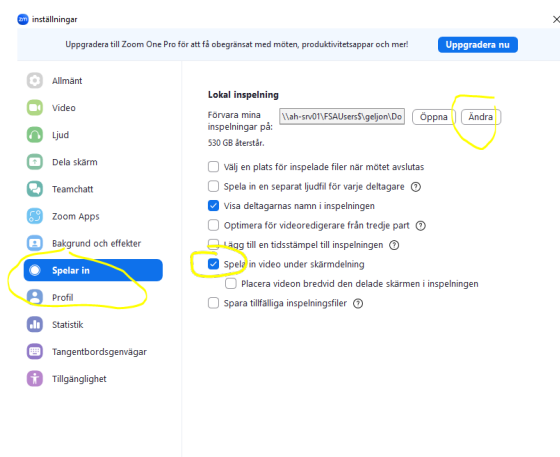 zm inställningar
Uppgradera till Zoom One Pro för att få obegränsat med möten, produktivitetsappar och mer!
Uppgradera nu
Allmänt
Video
Ljud
Dela skärm
Teamchatt
Zoom Apps
Bakgrund och effekter
Spelar in
Profil
Statistik
Tangentbordsgenvägar
Tillgänglighet
Lokal inspelning
Förvara mina
inspelningar på:
\\ah-srv01\FSAUsers$\geljon\Do
Öppna
Ändra
530 GB återstår.
Välj en plats för inspelade filer när mötet avslutas
Spela in en separat ljudfil för varje deltagare ?
Visa deltagarnas namn i inspelningen
Optimera för videoredigerare från tredje part ?
Lägg till en tidsstämpel till inspelningen ?
Spela in video under skärmdelning
Placera videon bredvid den delade skärmen i inspelningen
Spara tillfälliga inspelningsfiler ?